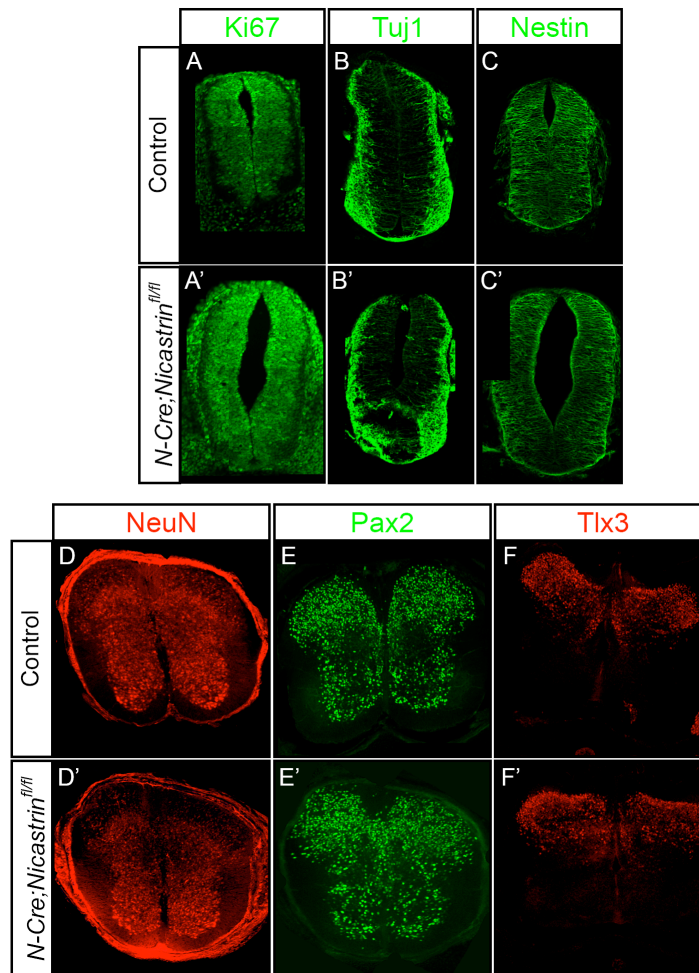 Ki67 Tuj1 Nestin
Control
A B C
N-Cre;Nicastrin^fl/fl
A' B' C'
NeuN Pax2 Tlx3
Control
D E F
N-Cre;Nicastrin^fl/fl
D' E' F'